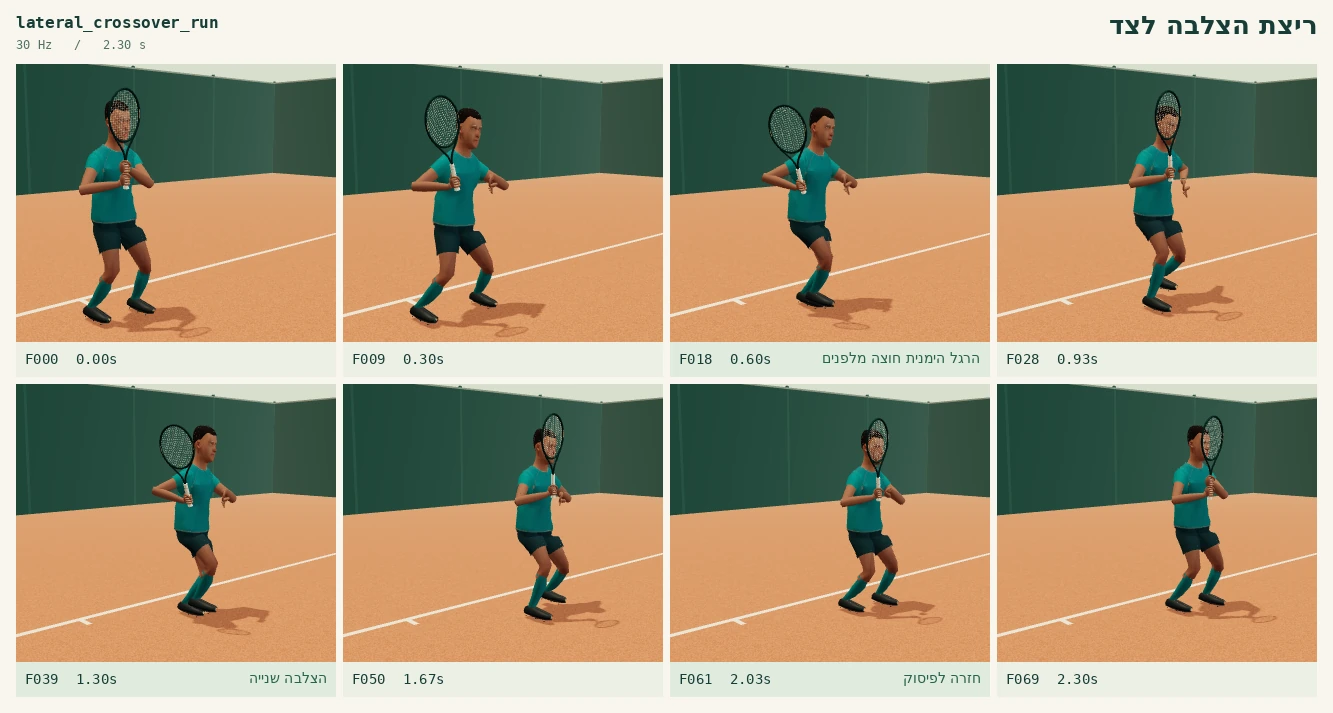 lateral_crossover_run
ריצת הצלבה לצד
30 Hz / 2.30 s
F000 0.00s
F009 0.30s
F018 0.60s הרגל הימנית חוצה מלפנים
F028 0.93s
F039 1.30s הצלבה שנייה
F050 1.67s
F061 2.03s חזרה לפיסוק
F069 2.30s